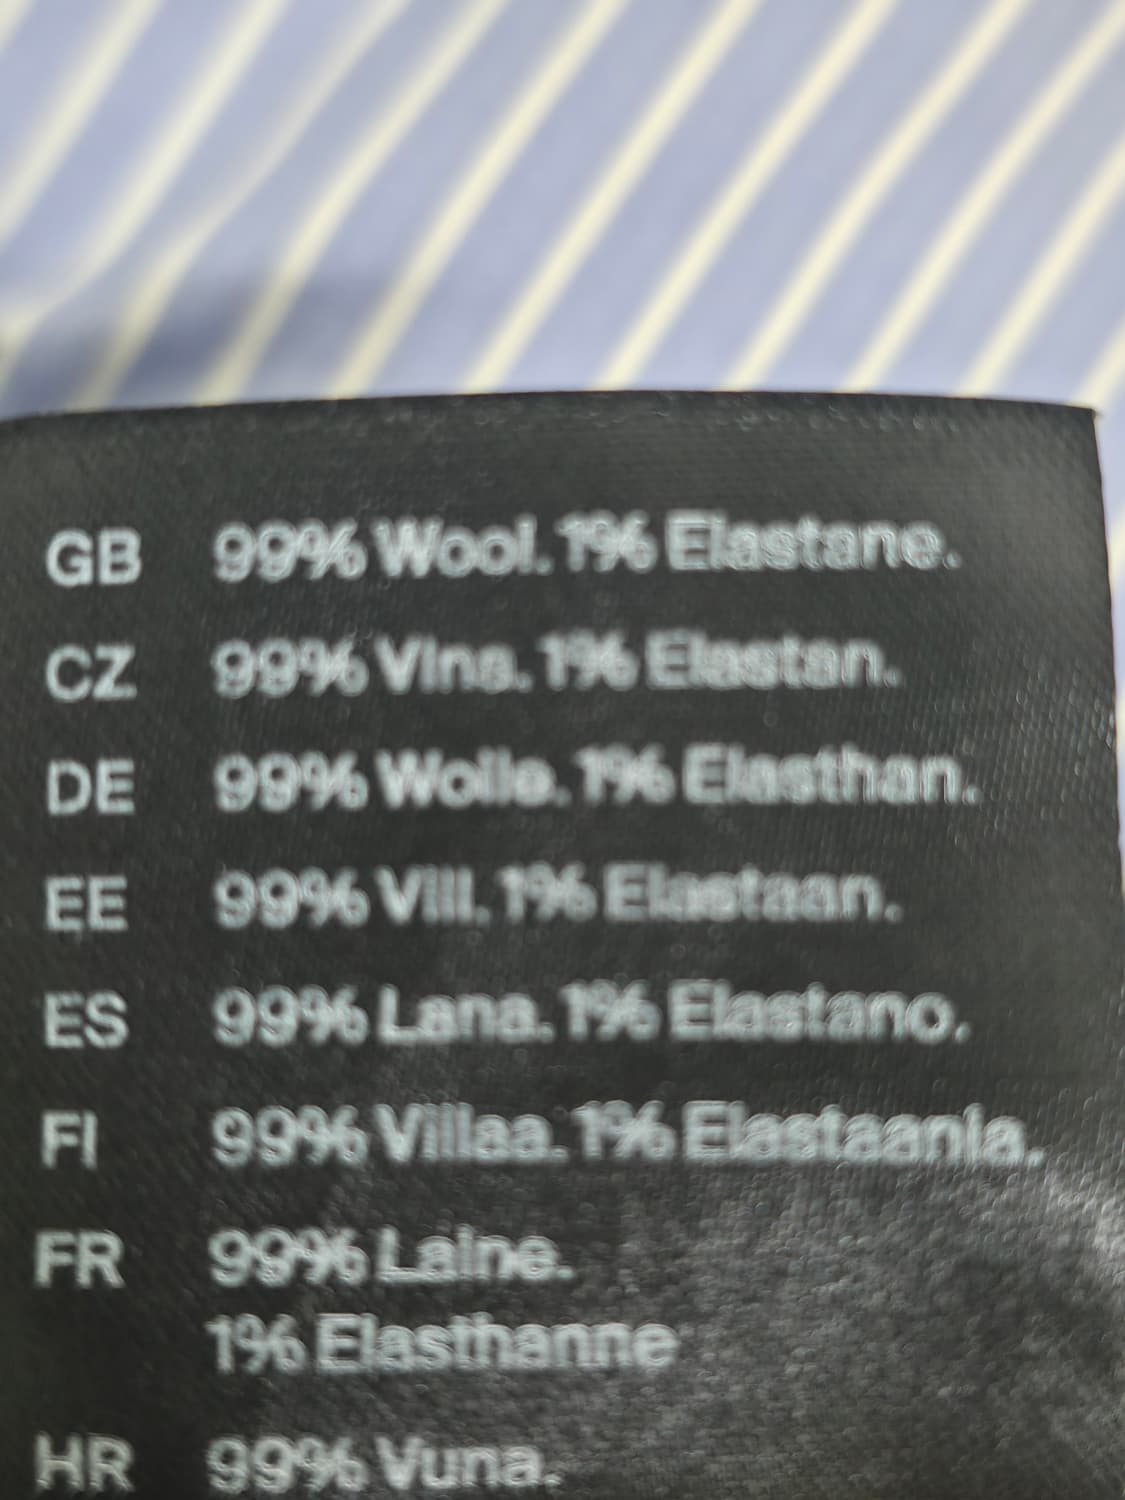 GB 99% Wool. 1% Elastane.
CZ 99% Vlna. 1% Elastan.
DE 99% Wolle. 1% Elasthan.
EE 99% Vill. 1% Elastaan.
ES 99% Lana. 1% Elastano.
FI 99% Villaa. 1% Elastaania.
FR 99% Laine.
1% Elasthanne
HR 99% Vuna.